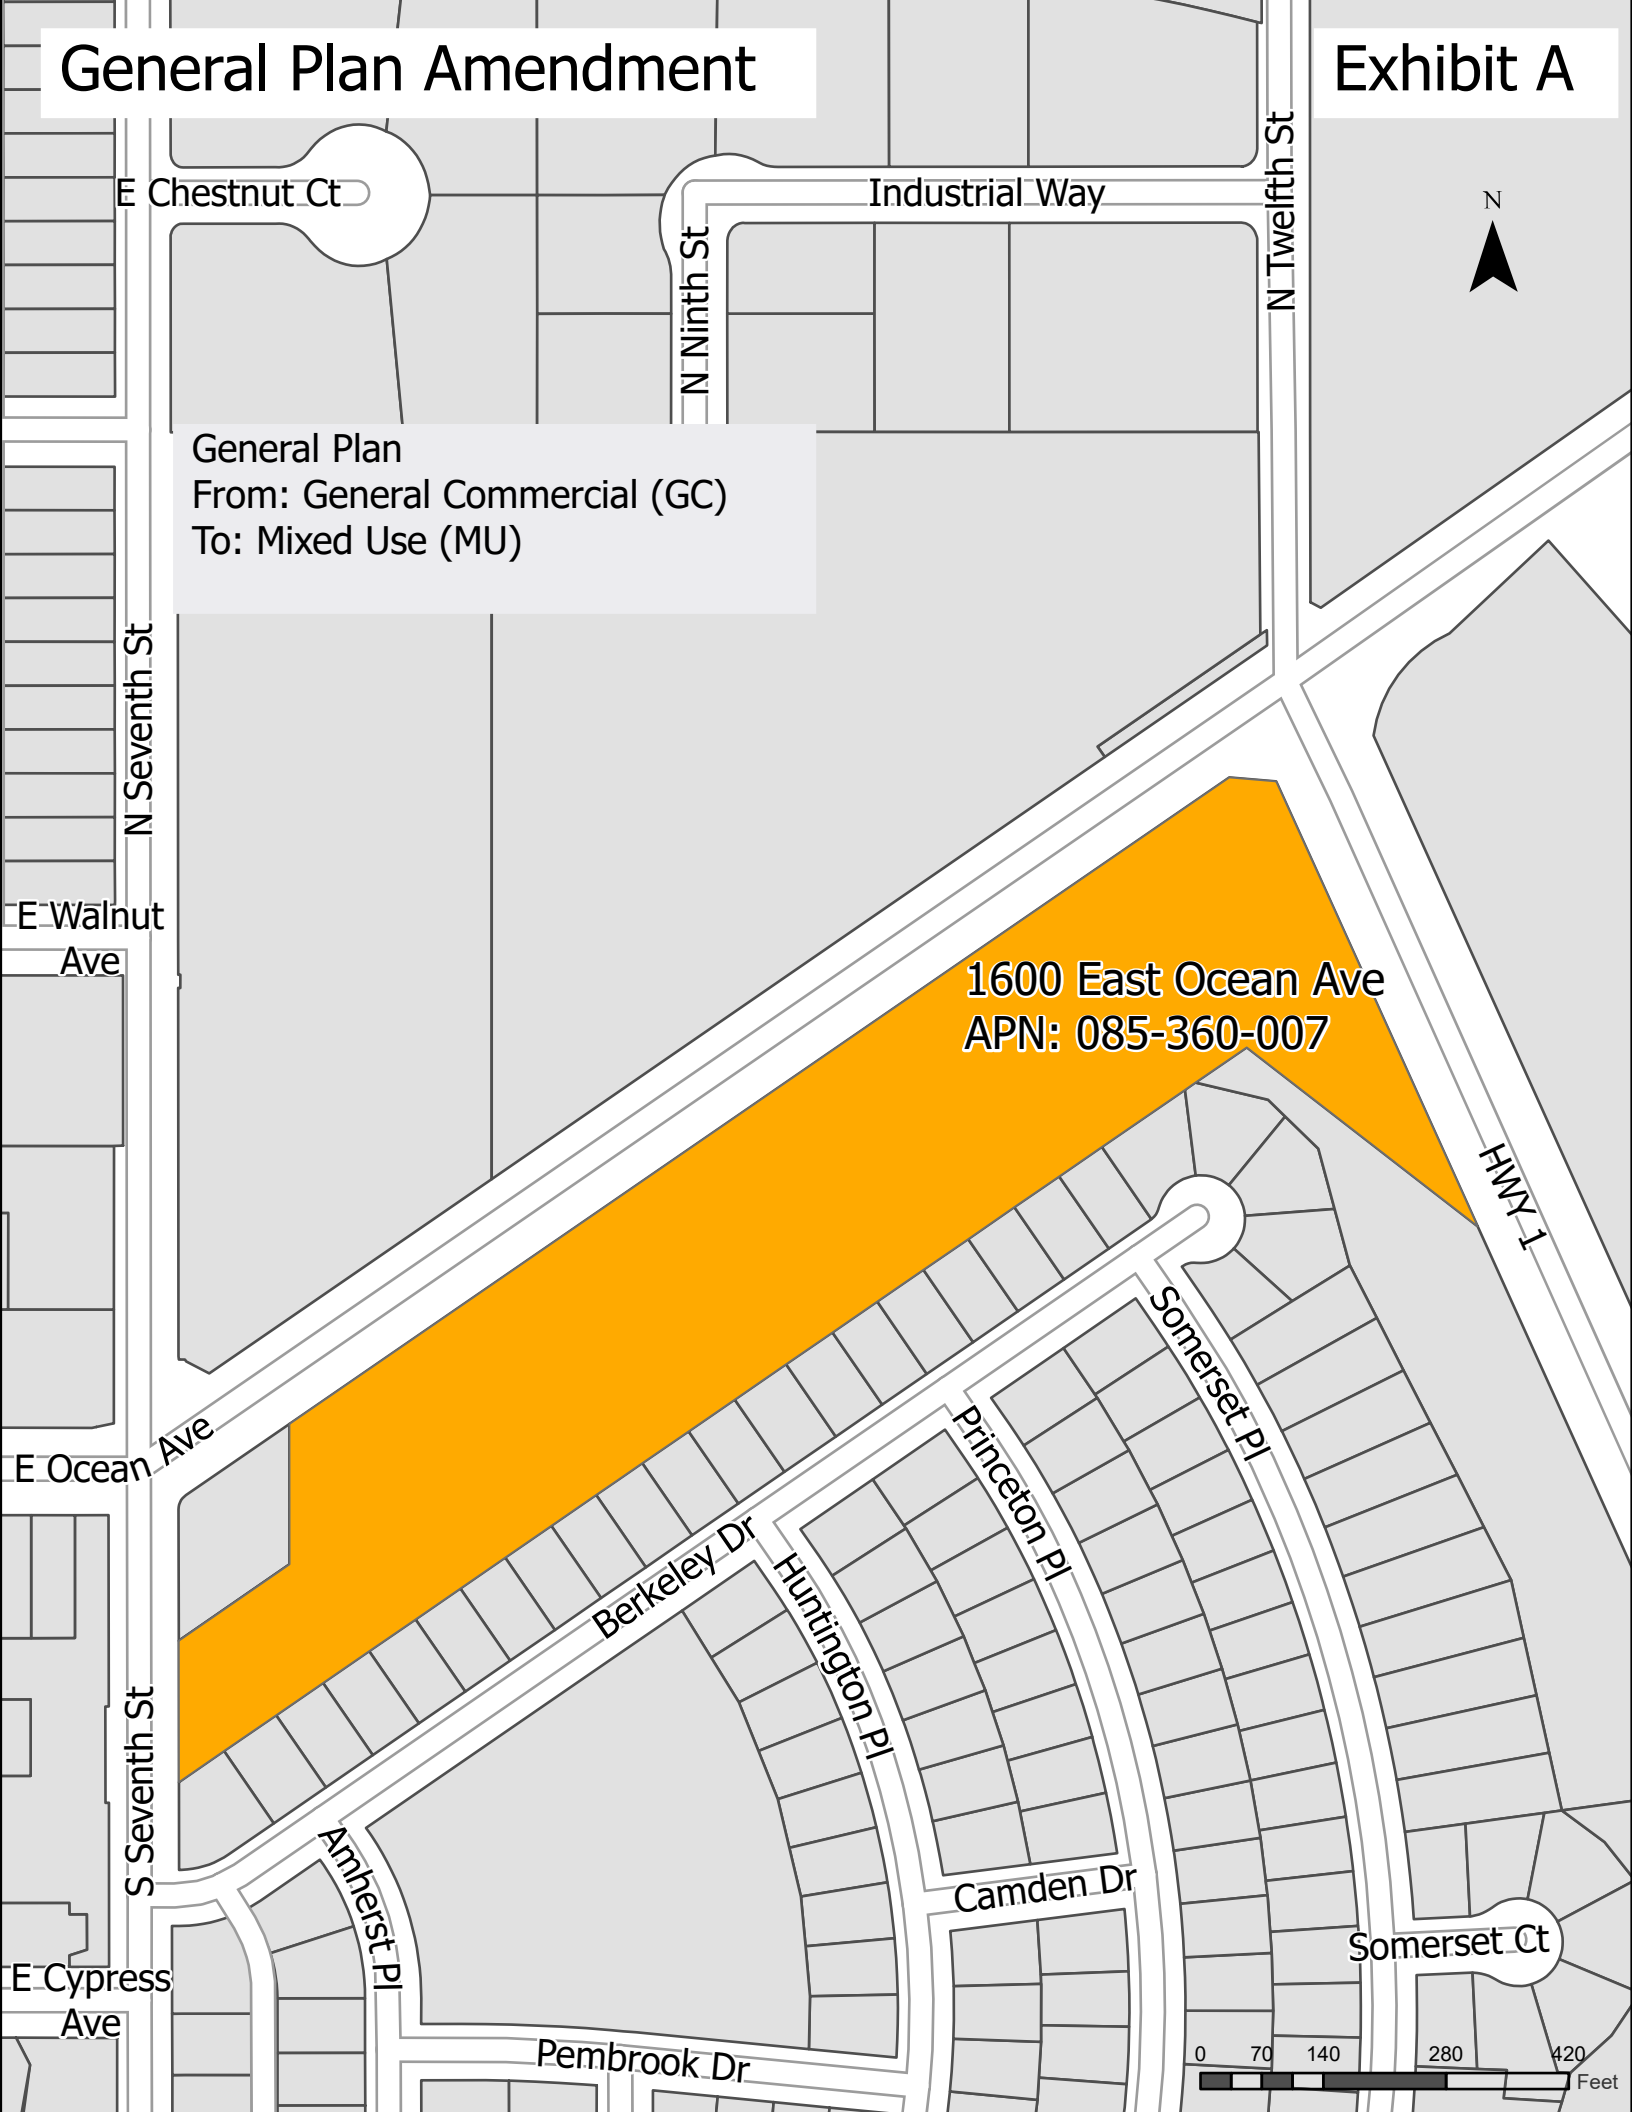 General Plan Amendment
Exhibit A
E Chestnut Ct
Industrial Way
N Twelfth St
N
N Ninth St
General Plan
From: General Commercial (GC)
To: Mixed Use (MU)
N Seventh St
E Walnut
Ave
1600 East Ocean Ave
APN: 085-360-007
HWY 1
E Ocean Ave
Somerset Pl
Princeton Pl
Berkeley Dr
Huntington Pl
S Seventh St
Amherst Pl
Camden Dr
Somerset Ct
E Cypress
Ave
Pembrook Dr
0 70 140 280 420
Feet